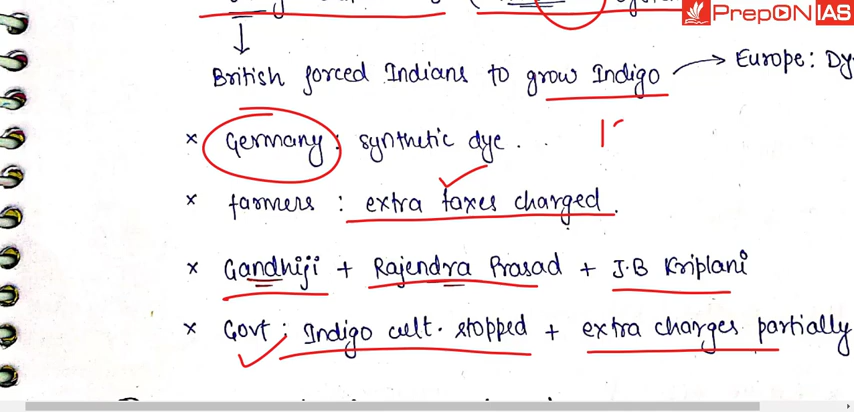 PrepON IAS
↓
British forced Indians to grow Indigo → Europe: Dy
× Germany: synthetic dye. .
× farmers: extra taxes charged.
× Gandhiji + Rajendra Prasad + J.B Kriplani
× Govt: Indigo cult. stopped + extra charges partially